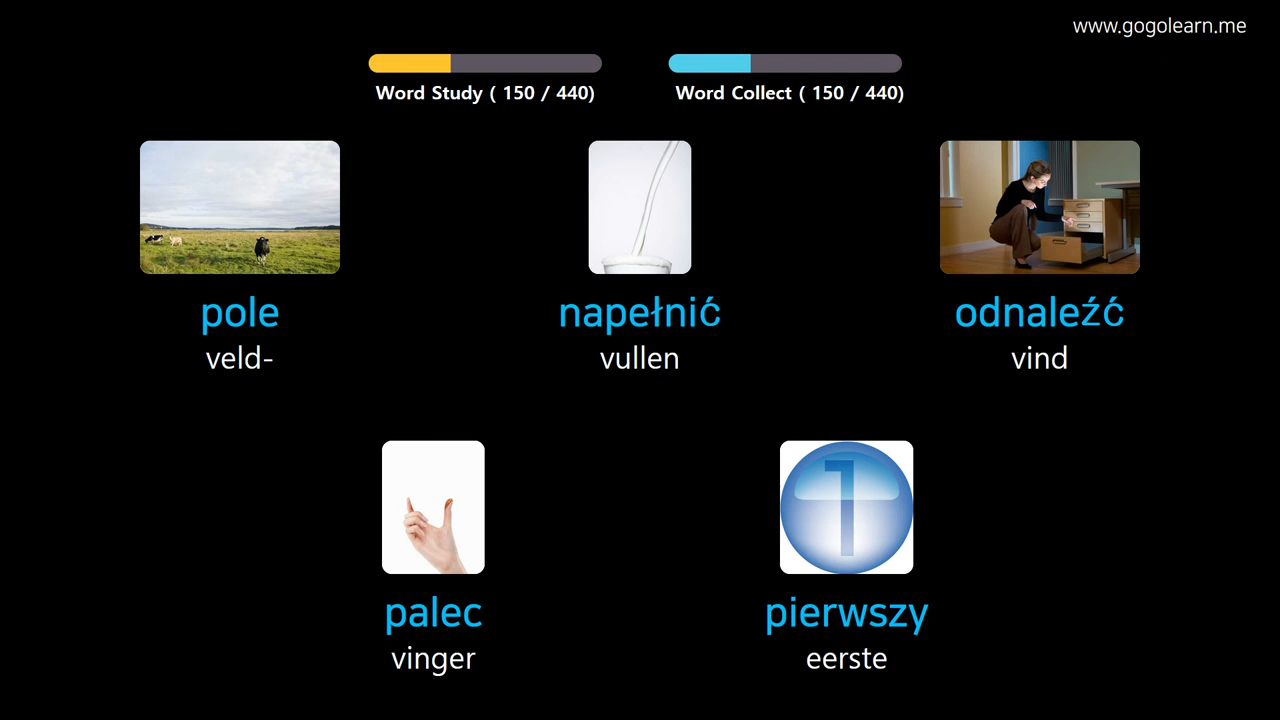 www.gogolearn.me
Word Study ( 150 / 440)
Word Collect ( 150 / 440)
pole
veld-
napełnić
vullen
odnaleźć
vind
palec
vinger
pierwszy
eerste
1